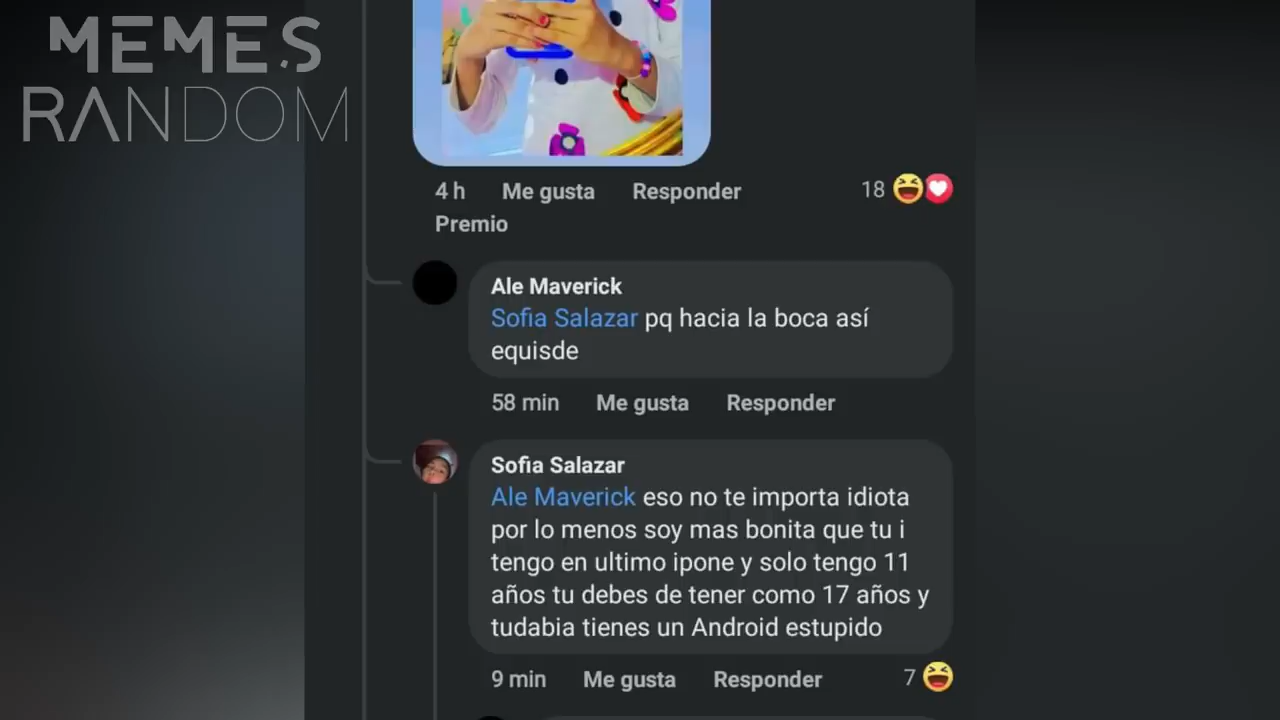 MEMES
RANDOM
4 h Me gusta Responder 18
Premio
Ale Maverick
Sofia Salazar pq hacia la boca así
equisde
58 min Me gusta Responder
Sofia Salazar
Ale Maverick eso no te importa idiota
por lo menos soy mas bonita que tu i
tengo en ultimo ipone y solo tengo 11
años tu debes de tener como 17 años y
tudabia tienes un Android estupido
9 min Me gusta Responder 7